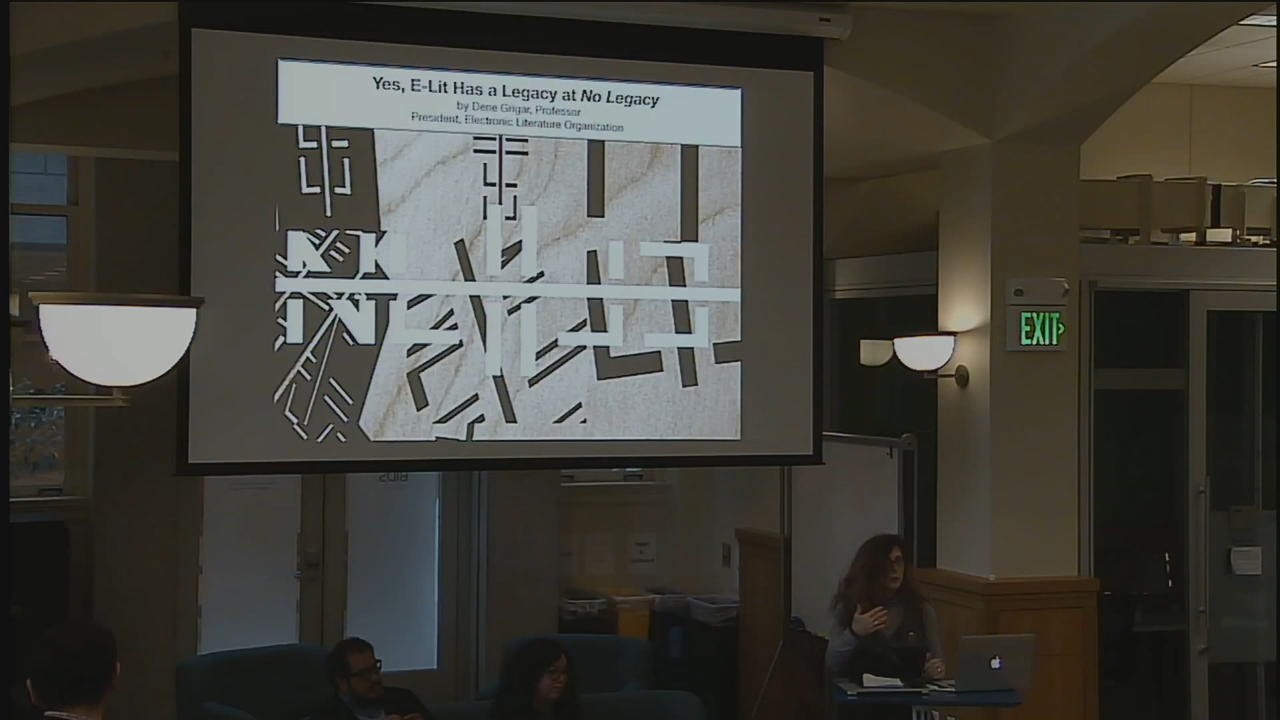 Yes, E-Lit Has a Legacy at No Legacy
by Dene Grigar, Professor
President, Electronic Literature Organization
EXIT